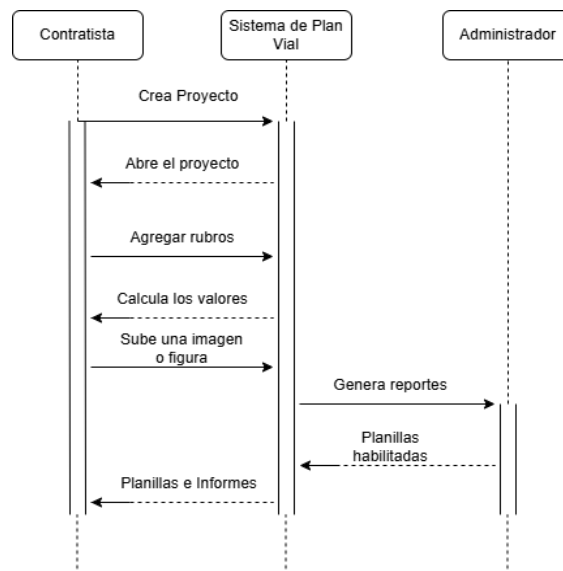 Contratista
Sistema de Plan
Vial
Administrador
Crea Proyecto
Abre el proyecto
Agregar rubros
Calcula los valores
Sube una imagen
o figura
Genera reportes
Planillas
habilitadas
Planillas e Informes